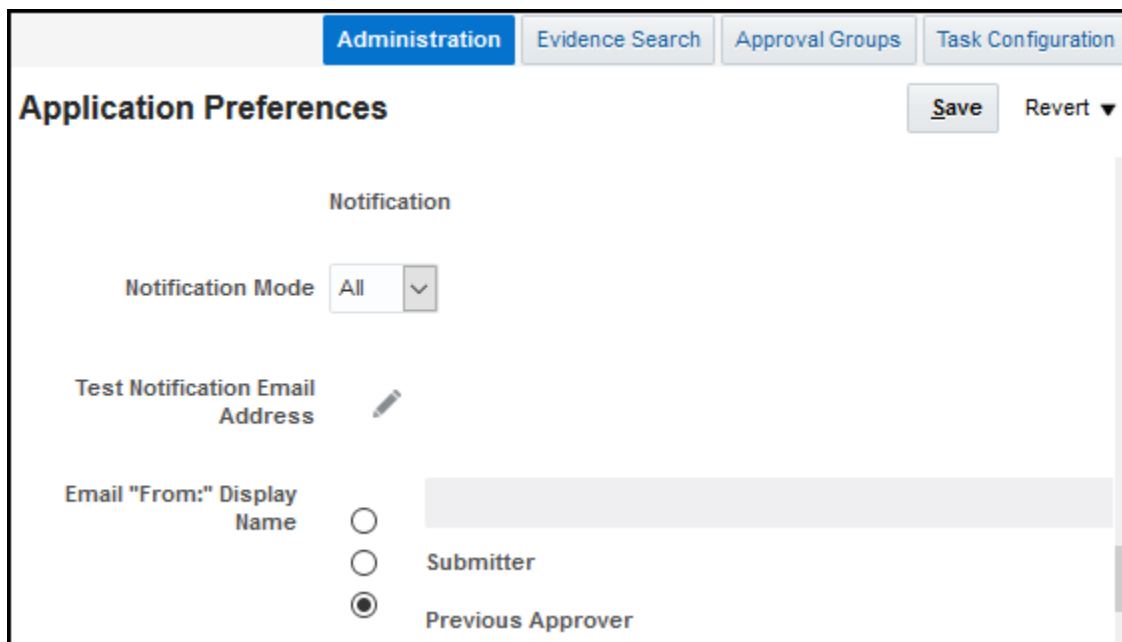 Administration Evidence Search Approval Groups Task Configuration
Application Preferences Save Revert
Notification
Notification Mode All
Test Notification Email
Address
Email "From:" Display
Name
Submitter
Previous Approver